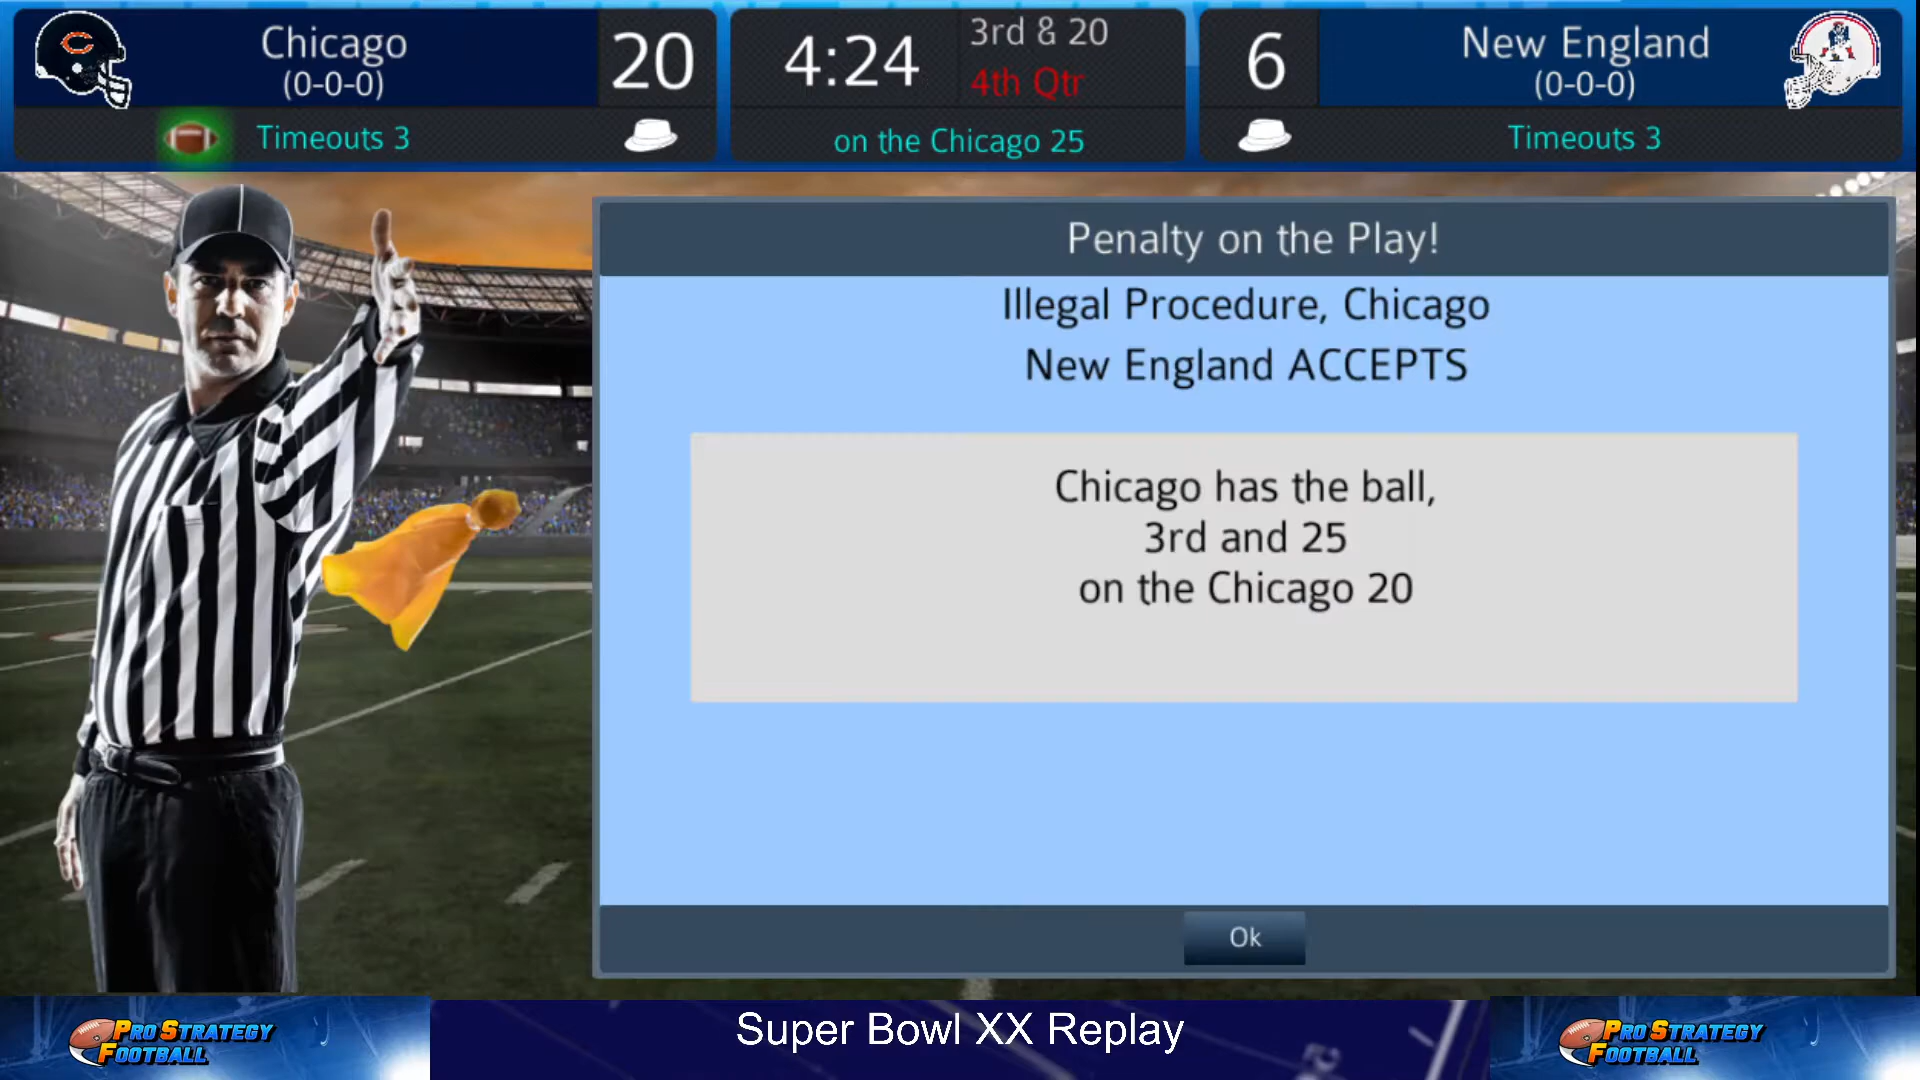 Chicago
(0-0-0)
20
Timeouts 3
4:24
3rd & 20
4th Qtr
on the Chicago 25
6
New England
(0-0-0)
Timeouts 3
Penalty on the Play!
Illegal Procedure, Chicago
New England ACCEPTS
Chicago has the ball,
3rd and 25
on the Chicago 20
Ok
PRO STRATEGY
FOOTBALL
Super Bowl XX Replay
PRO STRATEGY
FOOTBALL